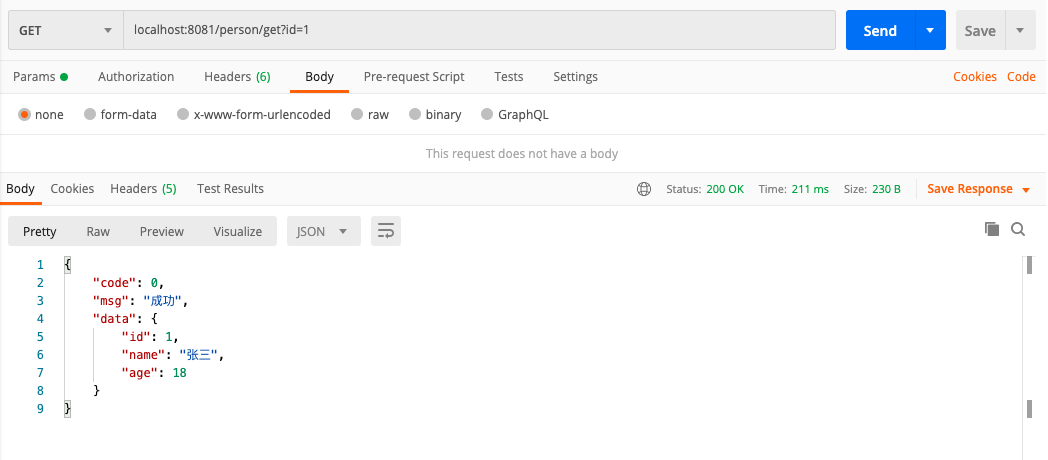 GET localhost:8081/person/get?id=1 Send Save
Params Authorization Headers (6) Body Pre-request Script Tests Settings Cookies Code
none form-data x-www-form-urlencoded raw binary GraphQL
This request does not have a body
Body Cookies Headers (5) Test Results Status: 200 OK Time: 211 ms Size: 230 B Save Response
Pretty Raw Preview Visualize JSON
1 {
2 "code": 0,
3 "msg": "成功",
4 "data": {
5 "id": 1,
6 "name": "张三",
7 "age": 18
8 }
9 }